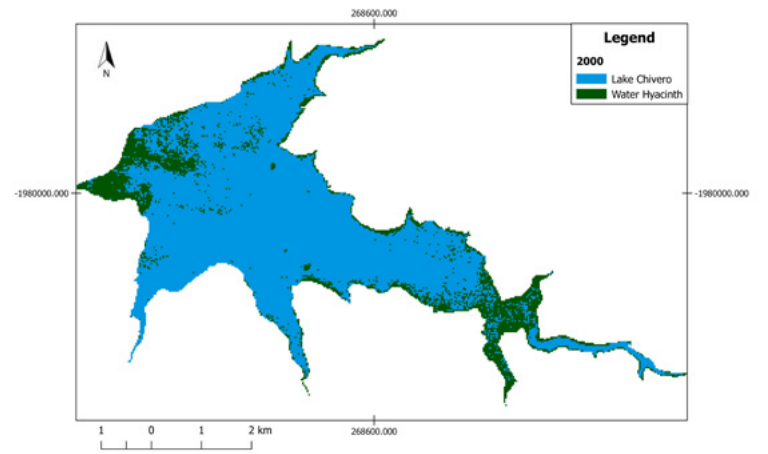 268600.000
Legend
2000
Lake Chivero
Water Hyacinth
N
-1980000.000
-1980000.000
268600.000
1 0 1 2 km